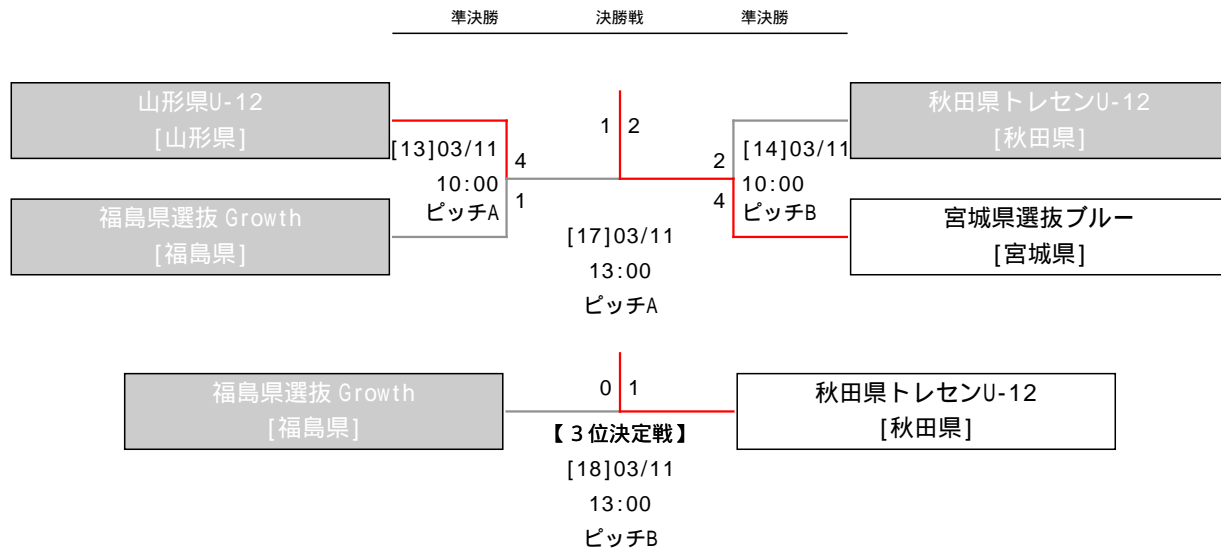 準決勝 決勝戦 準決勝
山形県U-12
[山形県]
福島県選抜 Growth
[福島県]
[13]03/11
10:00
ピッチA
4
1
1 2
[17]03/11
13:00
ピッチA
2
4
[14]03/11
10:00
ピッチB
秋田県トレセンU-12
[秋田県]
宮城県選抜ブルー
[宮城県]
福島県選抜 Growth
[福島県]
0 1
【３位決定戦】
[18]03/11
13:00
ピッチB
秋田県トレセンU-12
[秋田県]